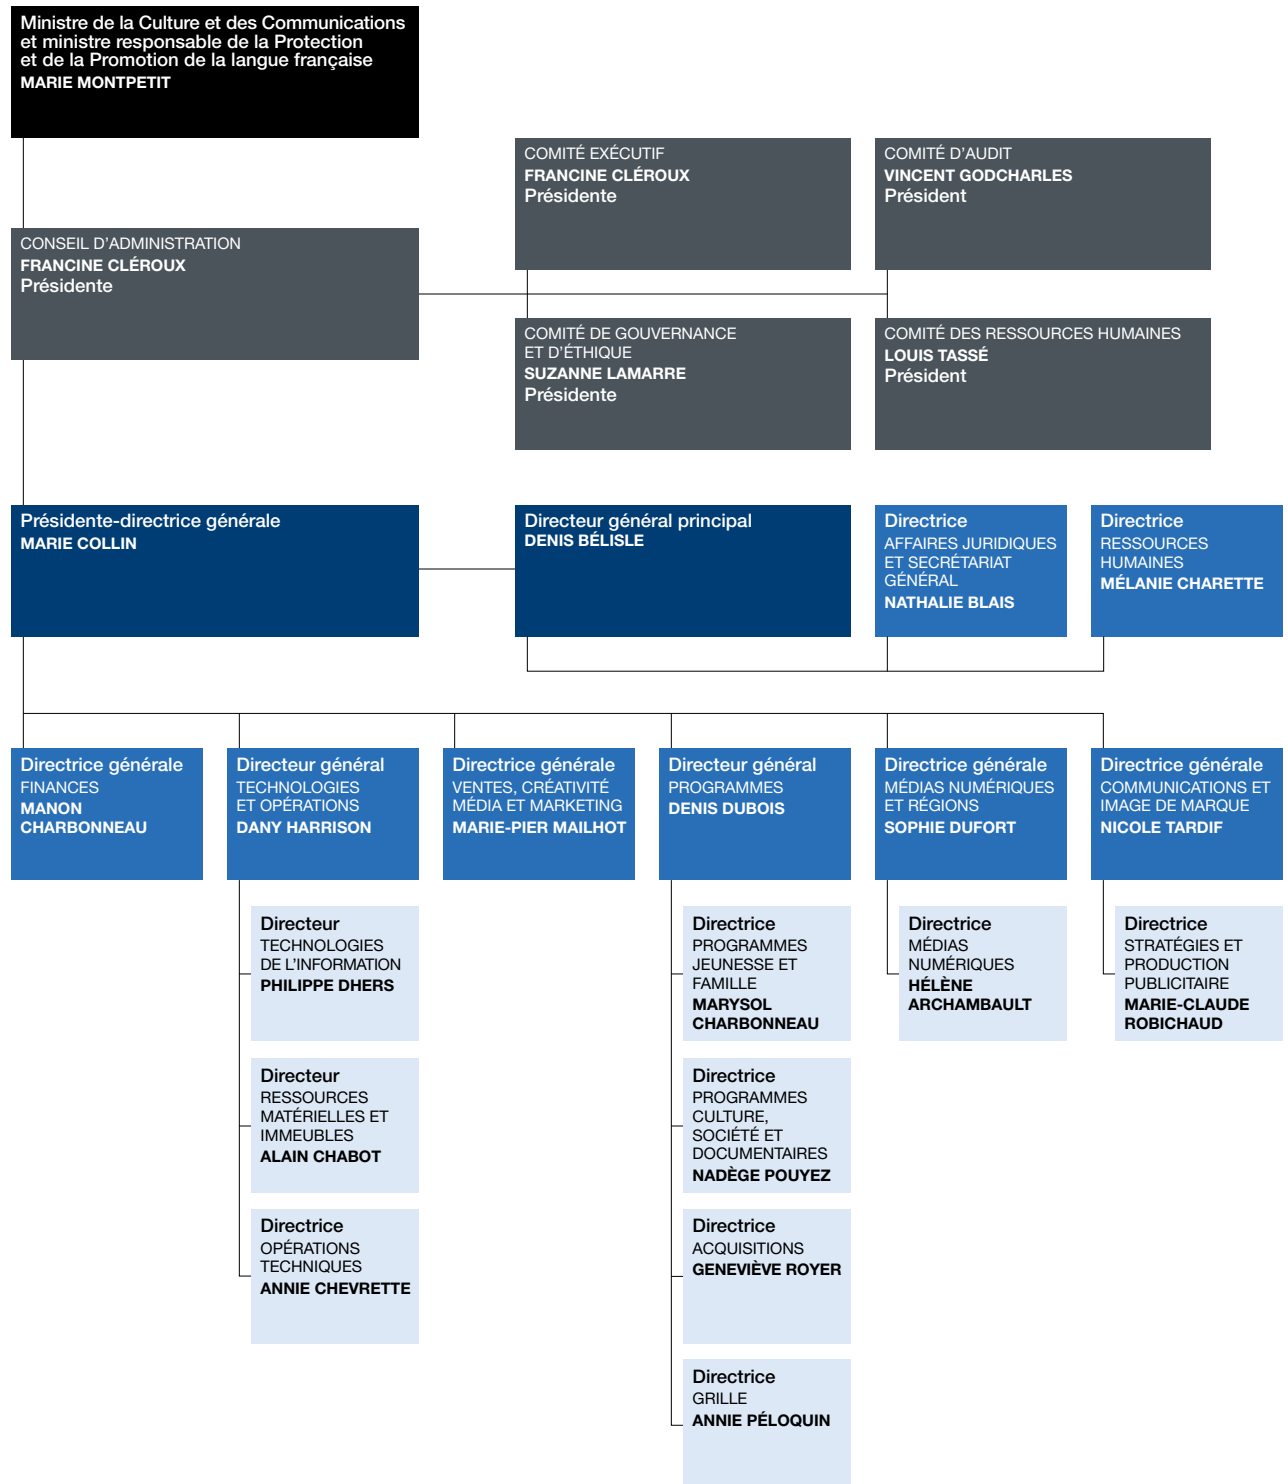 Ministre de la Culture et des Communications
et ministre responsable de la Protection
et de la Promotion de la langue française
MARIE MONTPETIT
COMITÉ EXÉCUTIF
FRANCINE CLÉROUX
Présidente
COMITÉ D'AUDIT
VINCENT GODCHARLES
Président
CONSEIL D'ADMINISTRATION
FRANCINE CLÉROUX
Présidente
COMITÉ DE GOUVERNANCE
ET D'ÉTHIQUE
SUZANNE LAMARRE
Présidente
COMITÉ DES RESSOURCES HUMAINES
LOUIS TASSÉ
Président
Présidente-directrice générale
MARIE COLLIN
Directeur général principal
DENIS BÉLISLE
Directrice
AFFAIRES JURIDIQUES
ET SECRÉTARIAT
GÉNÉRAL
NATHALIE BLAIS
Directrice
RESSOURCES
HUMAINES
MÉLANIE CHARETTE
Directrice générale
FINANCES
MANON
CHARBONNEAU
Directeur général
TECHNOLOGIES
ET OPÉRATIONS
DANY HARRISON
Directrice générale
VENTES, CRÉATIVITÉ
MÉDIA ET MARKETING
MARIE-PIER MAILHOT
Directeur général
PROGRAMMES
DENIS DUBOIS
Directrice générale
MÉDIAS NUMÉRIQUES
ET RÉGIONS
SOPHIE DUFORT
Directrice générale
COMMUNICATIONS ET
IMAGE DE MARQUE
NICOLE TARDIF
Directeur
TECHNOLOGIES
DE L'INFORMATION
PHILIPPE DHERS
Directrice
PROGRAMMES
JEUNESSE ET
FAMILLE
MARYSOL
CHARBONNEAU
Directrice
MÉDIAS
NUMÉRIQUES
HÉLÈNE
ARCHAMBAULT
Directrice
STRATÉGIES ET
PRODUCTION
PUBLICITAIRE
MARIE-CLAUDE
ROBICHAUD
Directeur
RESSOURCES
MATÉRIELLES ET
IMMEUBLES
ALAIN CHABOT
Directrice
PROGRAMMES
CULTURE,
SOCIÉTÉ ET
DOCUMENTAIRES
NADÈGE POUYEZ
Directrice
OPÉRATIONS
TECHNIQUES
ANNIE CHEVRETTE
Directrice
ACQUISITIONS
GENEVIÈVE ROYER
Directrice
GRILLE
ANNIE PÉLOQUIN